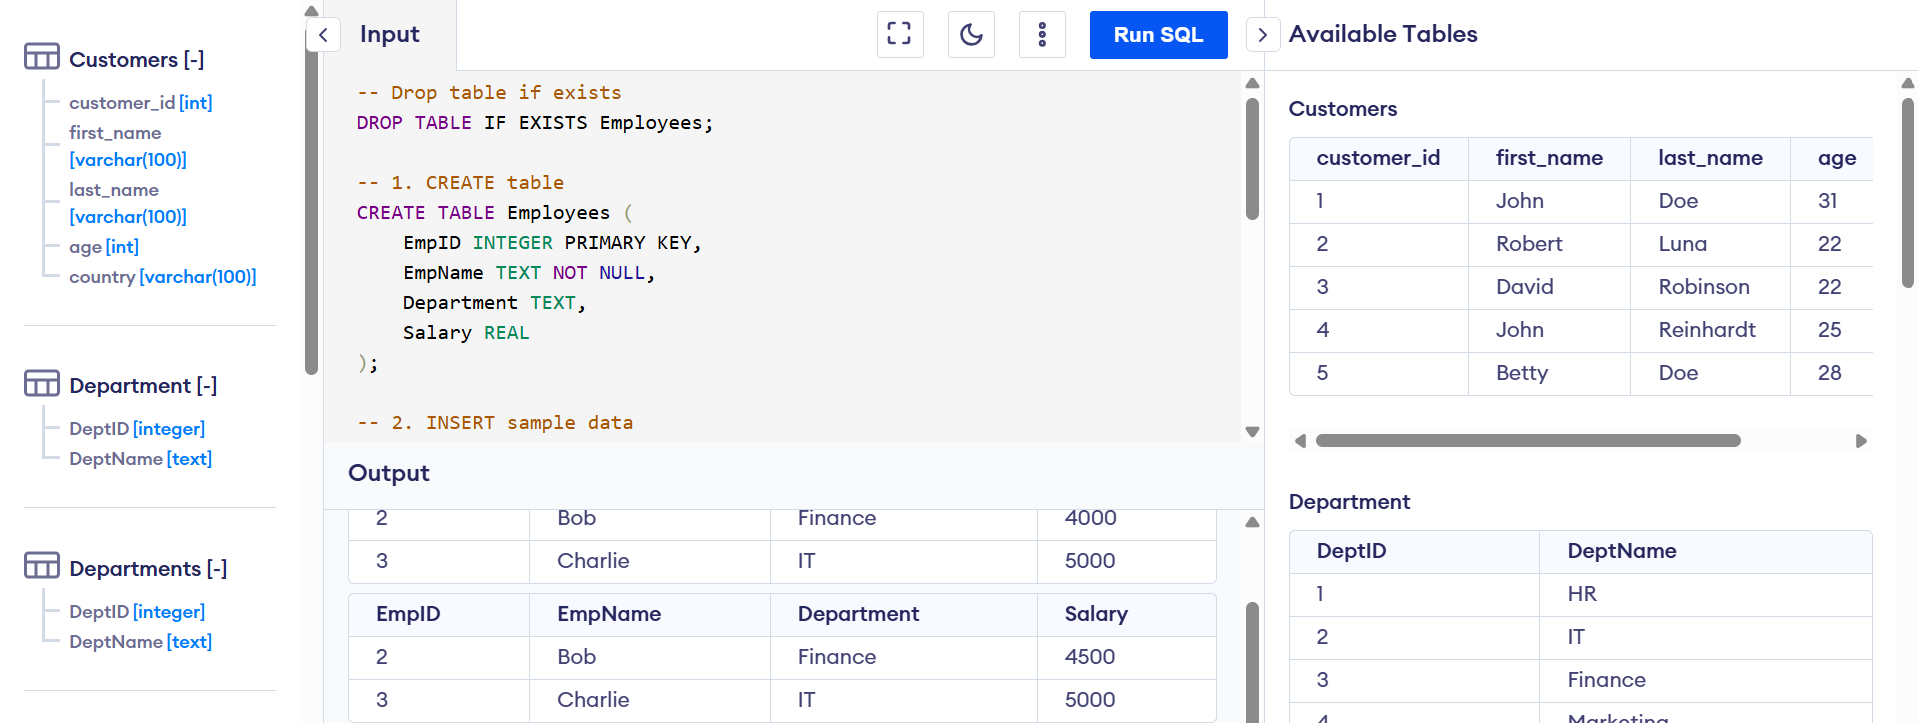 Customers [-]
customer_id [int]
first_name
[varchar(100)]
last_name
[varchar(100)]
age [int]
country [varchar(100)]
Department [-]
DeptID [integer]
DeptName [text]
Departments [-]
DeptID [integer]
DeptName [text]
Input
Run SQL
-- Drop table if exists
DROP TABLE IF EXISTS Employees;
-- 1. CREATE table
CREATE TABLE Employees (
EmpID INTEGER PRIMARY KEY,
EmpName TEXT NOT NULL,
Department TEXT,
Salary REAL
);
-- 2. INSERT sample data
Output
2 Bob Finance 4000
3 Charlie IT 5000
EmpID EmpName Department Salary
2 Bob Finance 4500
3 Charlie IT 5000
Available Tables
Customers
customer_id first_name last_name age
1 John Doe 31
2 Robert Luna 22
3 David Robinson 22
4 John Reinhardt 25
5 Betty Doe 28
Department
DeptID DeptName
1 HR
2 IT
3 Finance
4 Marketing